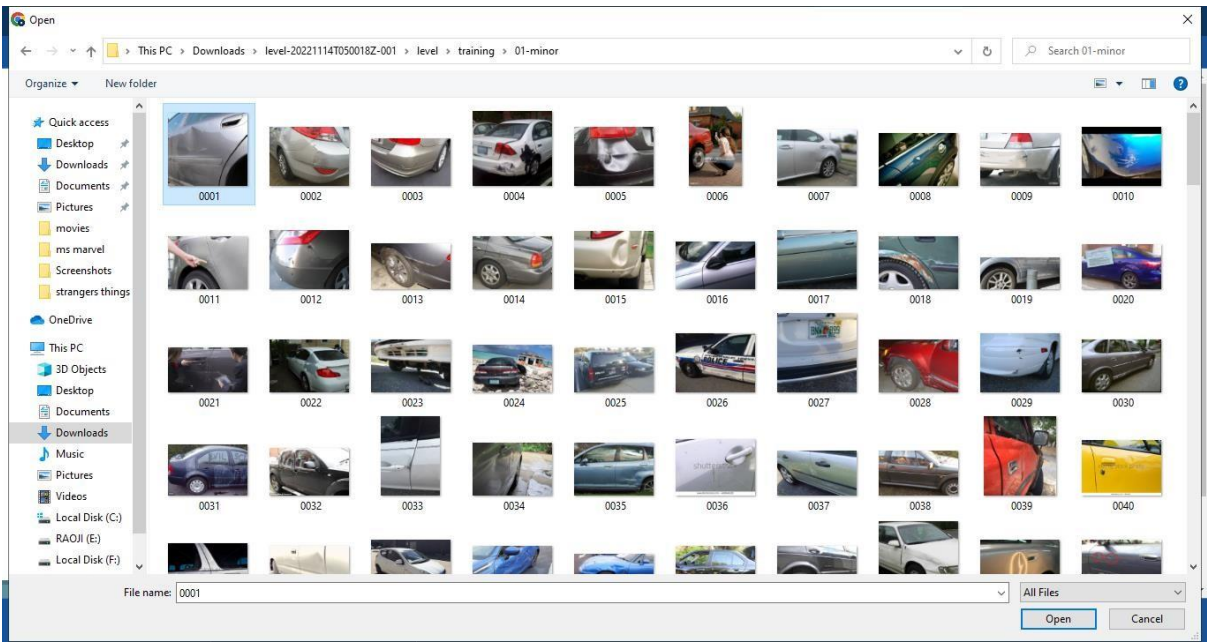 Open
This PC > Downloads > level-20221114T050018Z-001 > level > training > 01-minor
Search 01-minor
Organize New folder
Quick access
Desktop
Downloads
Documents
Pictures
movies
ms marvel
Screenshots
strangers things
OneDrive
This PC
3D Objects
Desktop
Documents
Downloads
Music
Pictures
Videos
Local Disk (C:)
RAOJI (E:)
Local Disk (F:)
0001 0002 0003 0004 0005 0006 0007 0008 0009 0010
0011 0012 0013 0014 0015 0016 0017 0018 0019 0020
POLICE
0021 0022 0023 0024 0025 0026 0027 0028 0029 0030
0031 0032 0033 0034 0035 0036 0037 0038 0039 0040
File name: 0001 All Files
Open Cancel